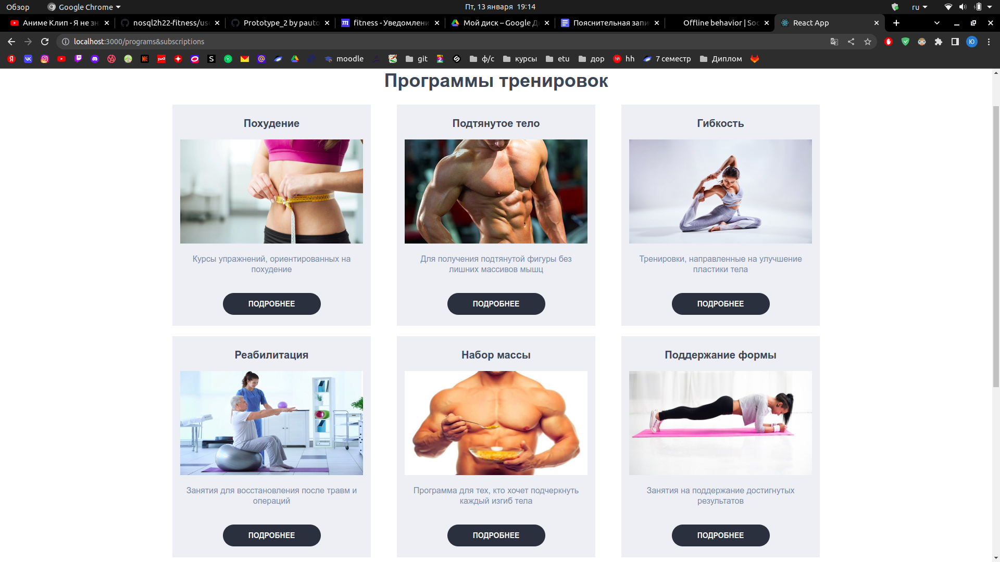 Обзор
Google Chrome
Пт, 13 января 19:14
ru
Аниме Клип - Я не зн
nosql2h22-fitness/use
Prototype_2 by pauto
fitness - Уведомлени
Мой диск – Google Д
Пояснительная запи
Offline behavior | Soc
React App
localhost:3000/programs&subscriptions
Ю
moodle
git
ф/с
курсы
etu
дор
hh
7 семестр
Диплом
Программы тренировок
Похудение
Подтянутое тело
Гибкость
Курсы упражнений, ориентированных на
похудение
Для получения подтянутой фигуры без
лишних массивов мышц
Тренировки, направленные на улучшение
пластики тела
ПОДРОБНЕЕ
ПОДРОБНЕЕ
ПОДРОБНЕЕ
Реабилитация
Набор массы
Поддержание формы
Занятия для восстановления после травм и
операций
Программа для тех, кто хочет подчеркнуть
каждый изгиб тела
Занятия на поддержание достигнутых
результатов
ПОДРОБНЕЕ
ПОДРОБНЕЕ
ПОДРОБНЕЕ